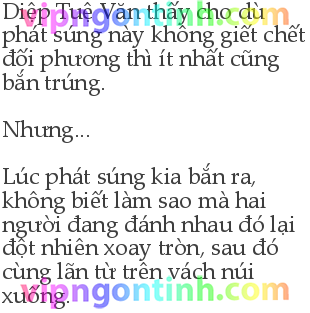 Diệp Tuệ Văn thấy cho dù
phát súng này không giết chết
đối phương thì ít nhất cũng
bắn trúng.
Nhưng...
Lúc phát súng kia bắn ra,
không biết làm sao mà hai
người đang đánh nhau đó lại
đột nhiên xoay tròn, sau đó
cùng lăn từ trên vách núi
xuống.
vipngontinh.com
vipngontinh.com